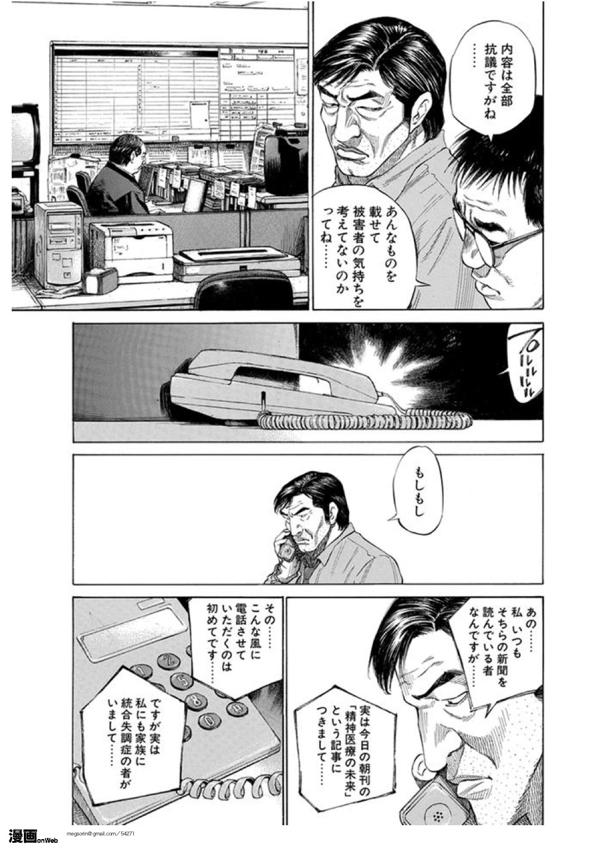 内容は全部
抗議ですがね
……
あんなものを
載せて
被害者の気持ちを
考えてないのか
ってね……
プルルルル
もしもし
あの……
私 いつも
そちらの新聞を
読んでいる者
なんですが……
実は今日の朝刊の
「精神医療の未来」
という記事に
つきまして……
その……
こんな風に
電話させて
いただくのは
初めてです……
ですが実は
私にも家族に
統合失調症の者が
いまして……
漫画 on Web
megaorin@gmail.com／54271